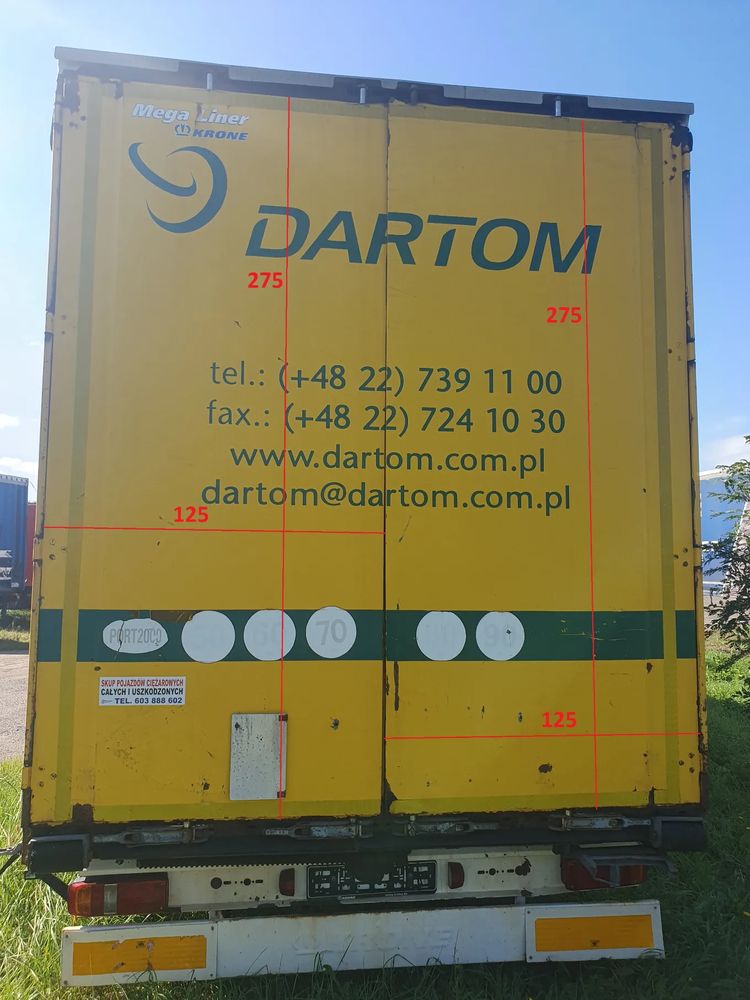 Mega Liner
KRONE
DARTOM
275
275
tel.: (+48 22) 739 11 00
fax.: (+48 22) 724 10 30
www.dartom.com.pl
dartom@dartom.com.pl
125
PORT2000
70
90
SKUP POJAZDÓW CIĘŻAROWYCH
CAŁYCH I USZKODZONYCH
TEL. 603 888 602
125